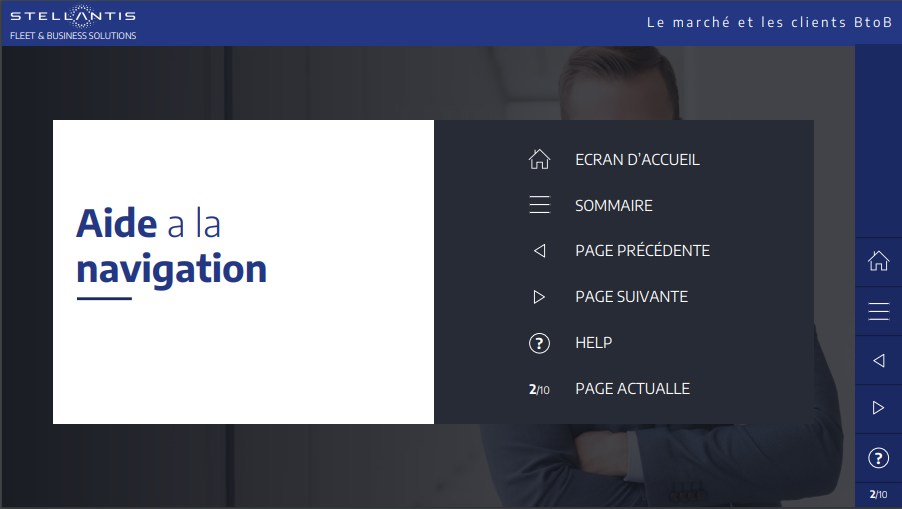 STELLANTIS
FLEET & BUSINESS SOLUTIONS
Le marché et les clients BtoB
Aide a la
navigation
ECRAN D'ACCUEIL
SOMMAIRE
PAGE PRÉCÉDENTE
PAGE SUIVANTE
? HELP
2/10 PAGE ACTUALLE
?
2/10